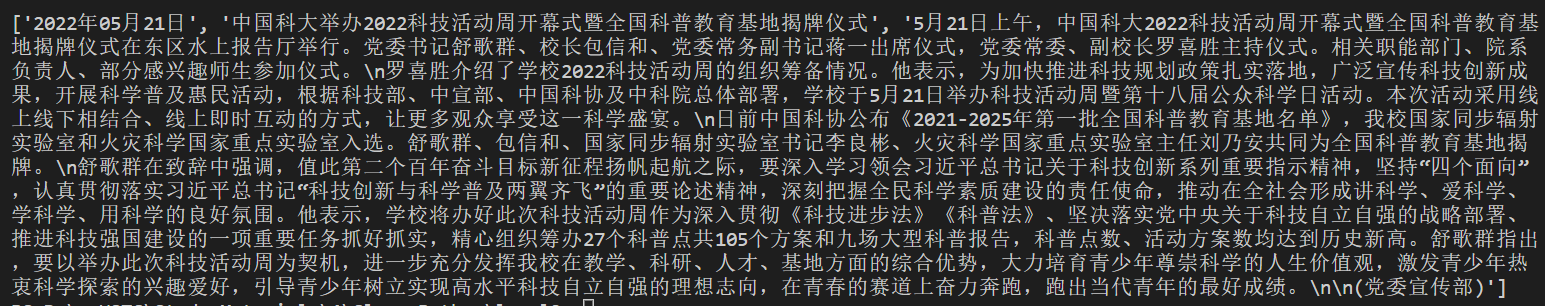 ['2022年05月21日', '中国科大举办2022科技活动周开幕式暨全国科普教育基地揭牌仪式', '5月21日上午，中国科大2022科技活动周开幕式暨全国科普教育基
地揭牌仪式在东区水上报告厅举行。党委书记舒歌群、校长包信和、党委常务副书记蒋一出席仪式，党委常委、副校长罗喜胜主持仪式。相关职能部门、院系
负责人、部分感兴趣师生参加仪式。\n罗喜胜介绍了学校2022科技活动周的组织筹备情况。他表示，为加快推进科技规划政策扎实落地，广泛宣传科技创新成
果，开展科学普及惠民活动，根据科技部、中宣部、中国科协及中科院总体部署，学校于5月21日举办科技活动周暨第十八届公众科学日活动。本次活动采用线
上线下相结合、线上即时互动的方式，让更多观众享受这一科学盛宴。\n日前中国科协公布《2021-2025年第一批全国科普教育基地名单》，我校国家同步辐射
实验室和火灾科学国家重点实验室入选。舒歌群、包信和、国家同步辐射实验室书记李良彬、火灾科学国家重点实验室主任刘乃安共同为全国科普教育基地揭
牌。\n舒歌群在致辞中强调，值此第二个百年奋斗目标新征程扬帆起航之际，要深入学习领会习近平总书记关于科技创新系列重要指示精神，坚持“四个面向”
，认真贯彻落实习近平总书记“科技创新与科学普及两翼齐飞”的重要论述精神，深刻把握全民科学素质建设的责任使命，推动在全社会形成讲科学、爱科学、
学科学、用科学的良好氛围。他表示，学校将办好此次科技活动周作为深入贯彻《科技进步法》《科普法》、坚决落实党中央关于科技自立自强的战略部署、
推进科技强国建设的一项重要任务抓好抓实，精心组织筹办27个科普点共105个方案和九场大型科普报告，科普点数、活动方案数均达到历史新高。舒歌群指出
，要以举办此次科技活动周为契机，进一步充分发挥我校在教学、科研、人才、基地方面的综合优势，大力培育青少年尊崇科学的人生价值观，激发青少年热
衷科学探索的兴趣爱好，引导青少年树立实现高水平科技自立自强的理想志向，在青春的赛道上奋力奔跑，跑出当代青年的最好成绩。\n\n(党委宣传部)']